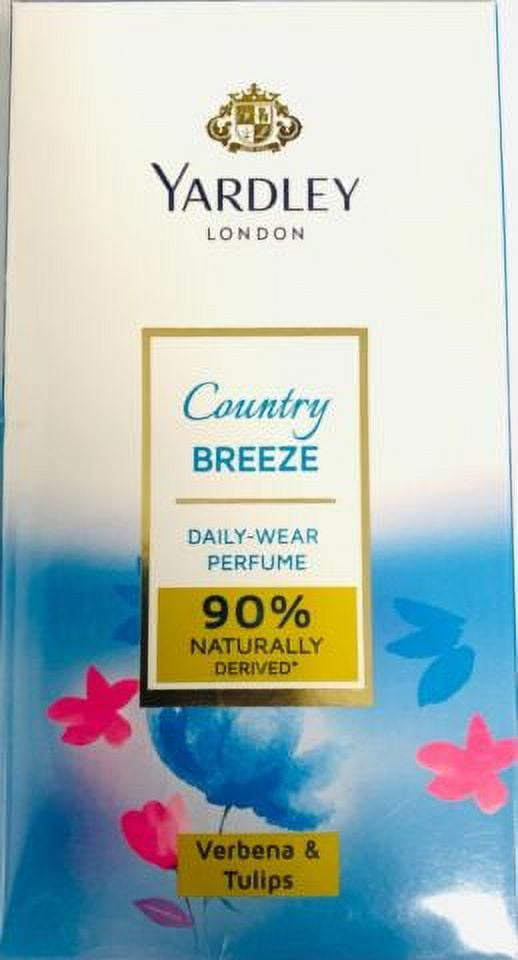 YARDLEY
LONDON
Country
BREEZE
DAILY-WEAR
PERFUME
90%
NATURALLY
DERIVED*
Verbena &
Tulips